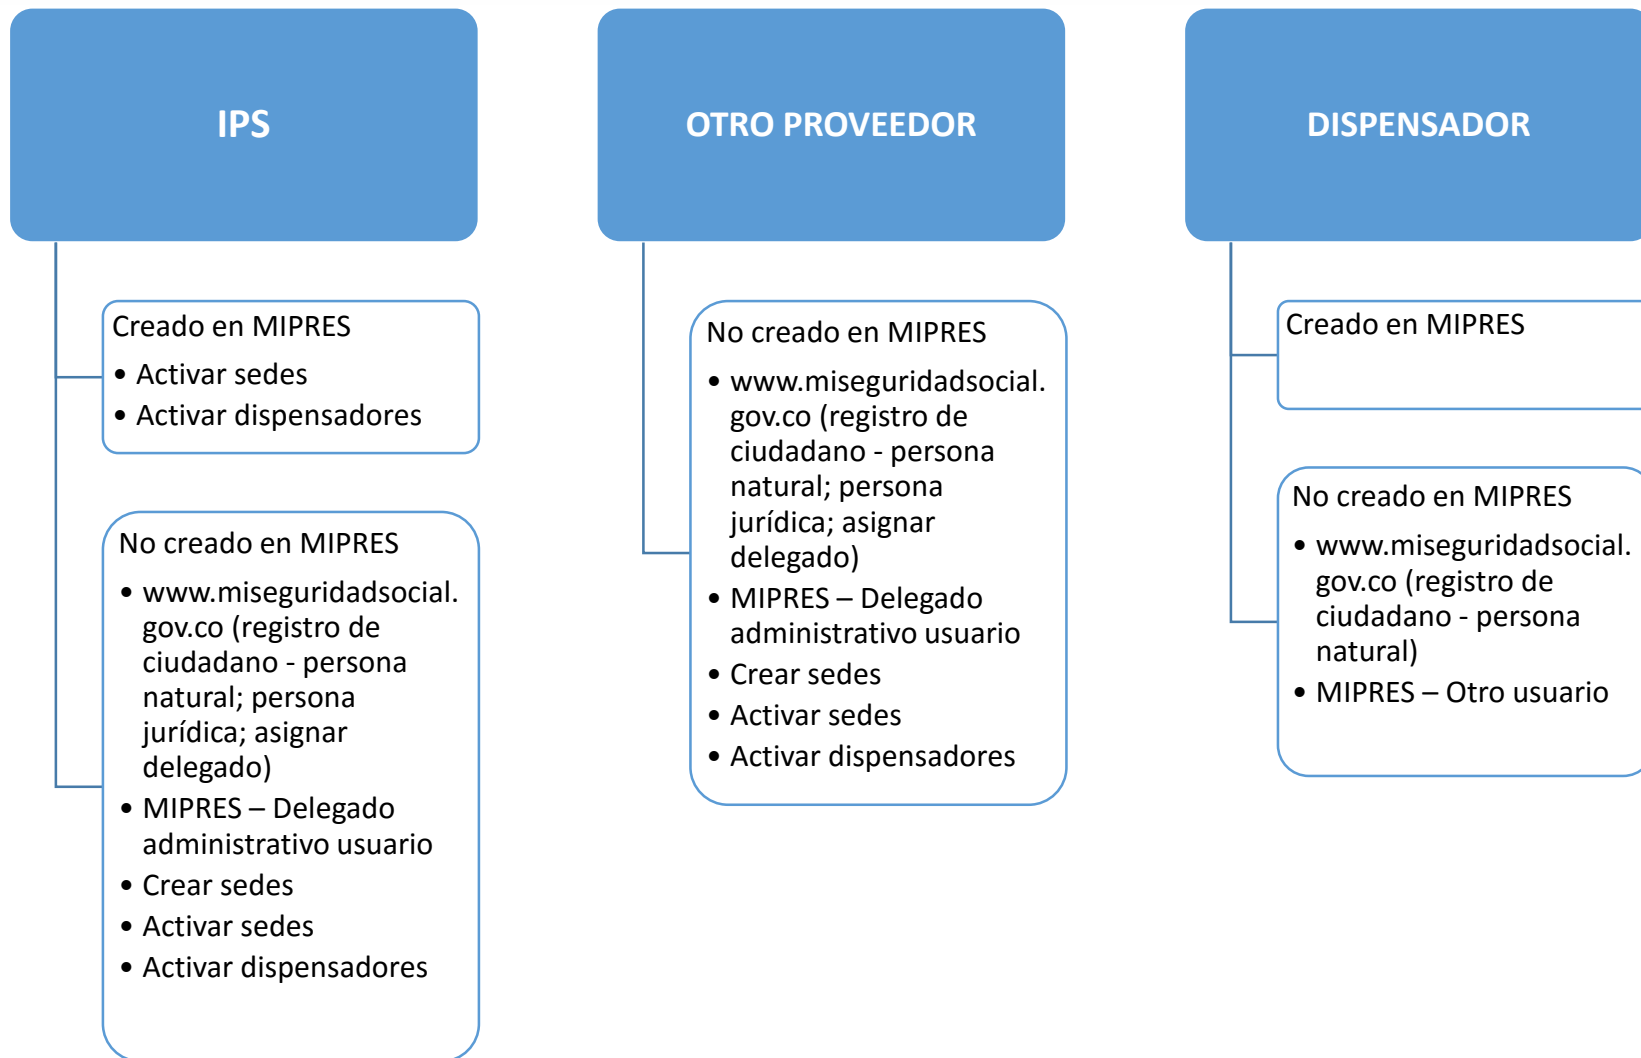 IPS
Creado en MIPRES
• Activar sedes
• Activar dispensadores
No creado en MIPRES
• www.miseguridadsocial.
gov.co (registro de
ciudadano - persona
natural; persona
jurídica; asignar
delegado)
• MIPRES – Delegado
administrativo usuario
• Crear sedes
• Activar sedes
• Activar dispensadores
OTRO PROVEEDOR
No creado en MIPRES
• www.miseguridadsocial.
gov.co (registro de
ciudadano - persona
natural; persona
jurídica; asignar
delegado)
• MIPRES – Delegado
administrativo usuario
• Crear sedes
• Activar sedes
• Activar dispensadores
DISPENSADOR
Creado en MIPRES
No creado en MIPRES
• www.miseguridadsocial.
gov.co (registro de
ciudadano - persona
natural)
• MIPRES – Otro usuario